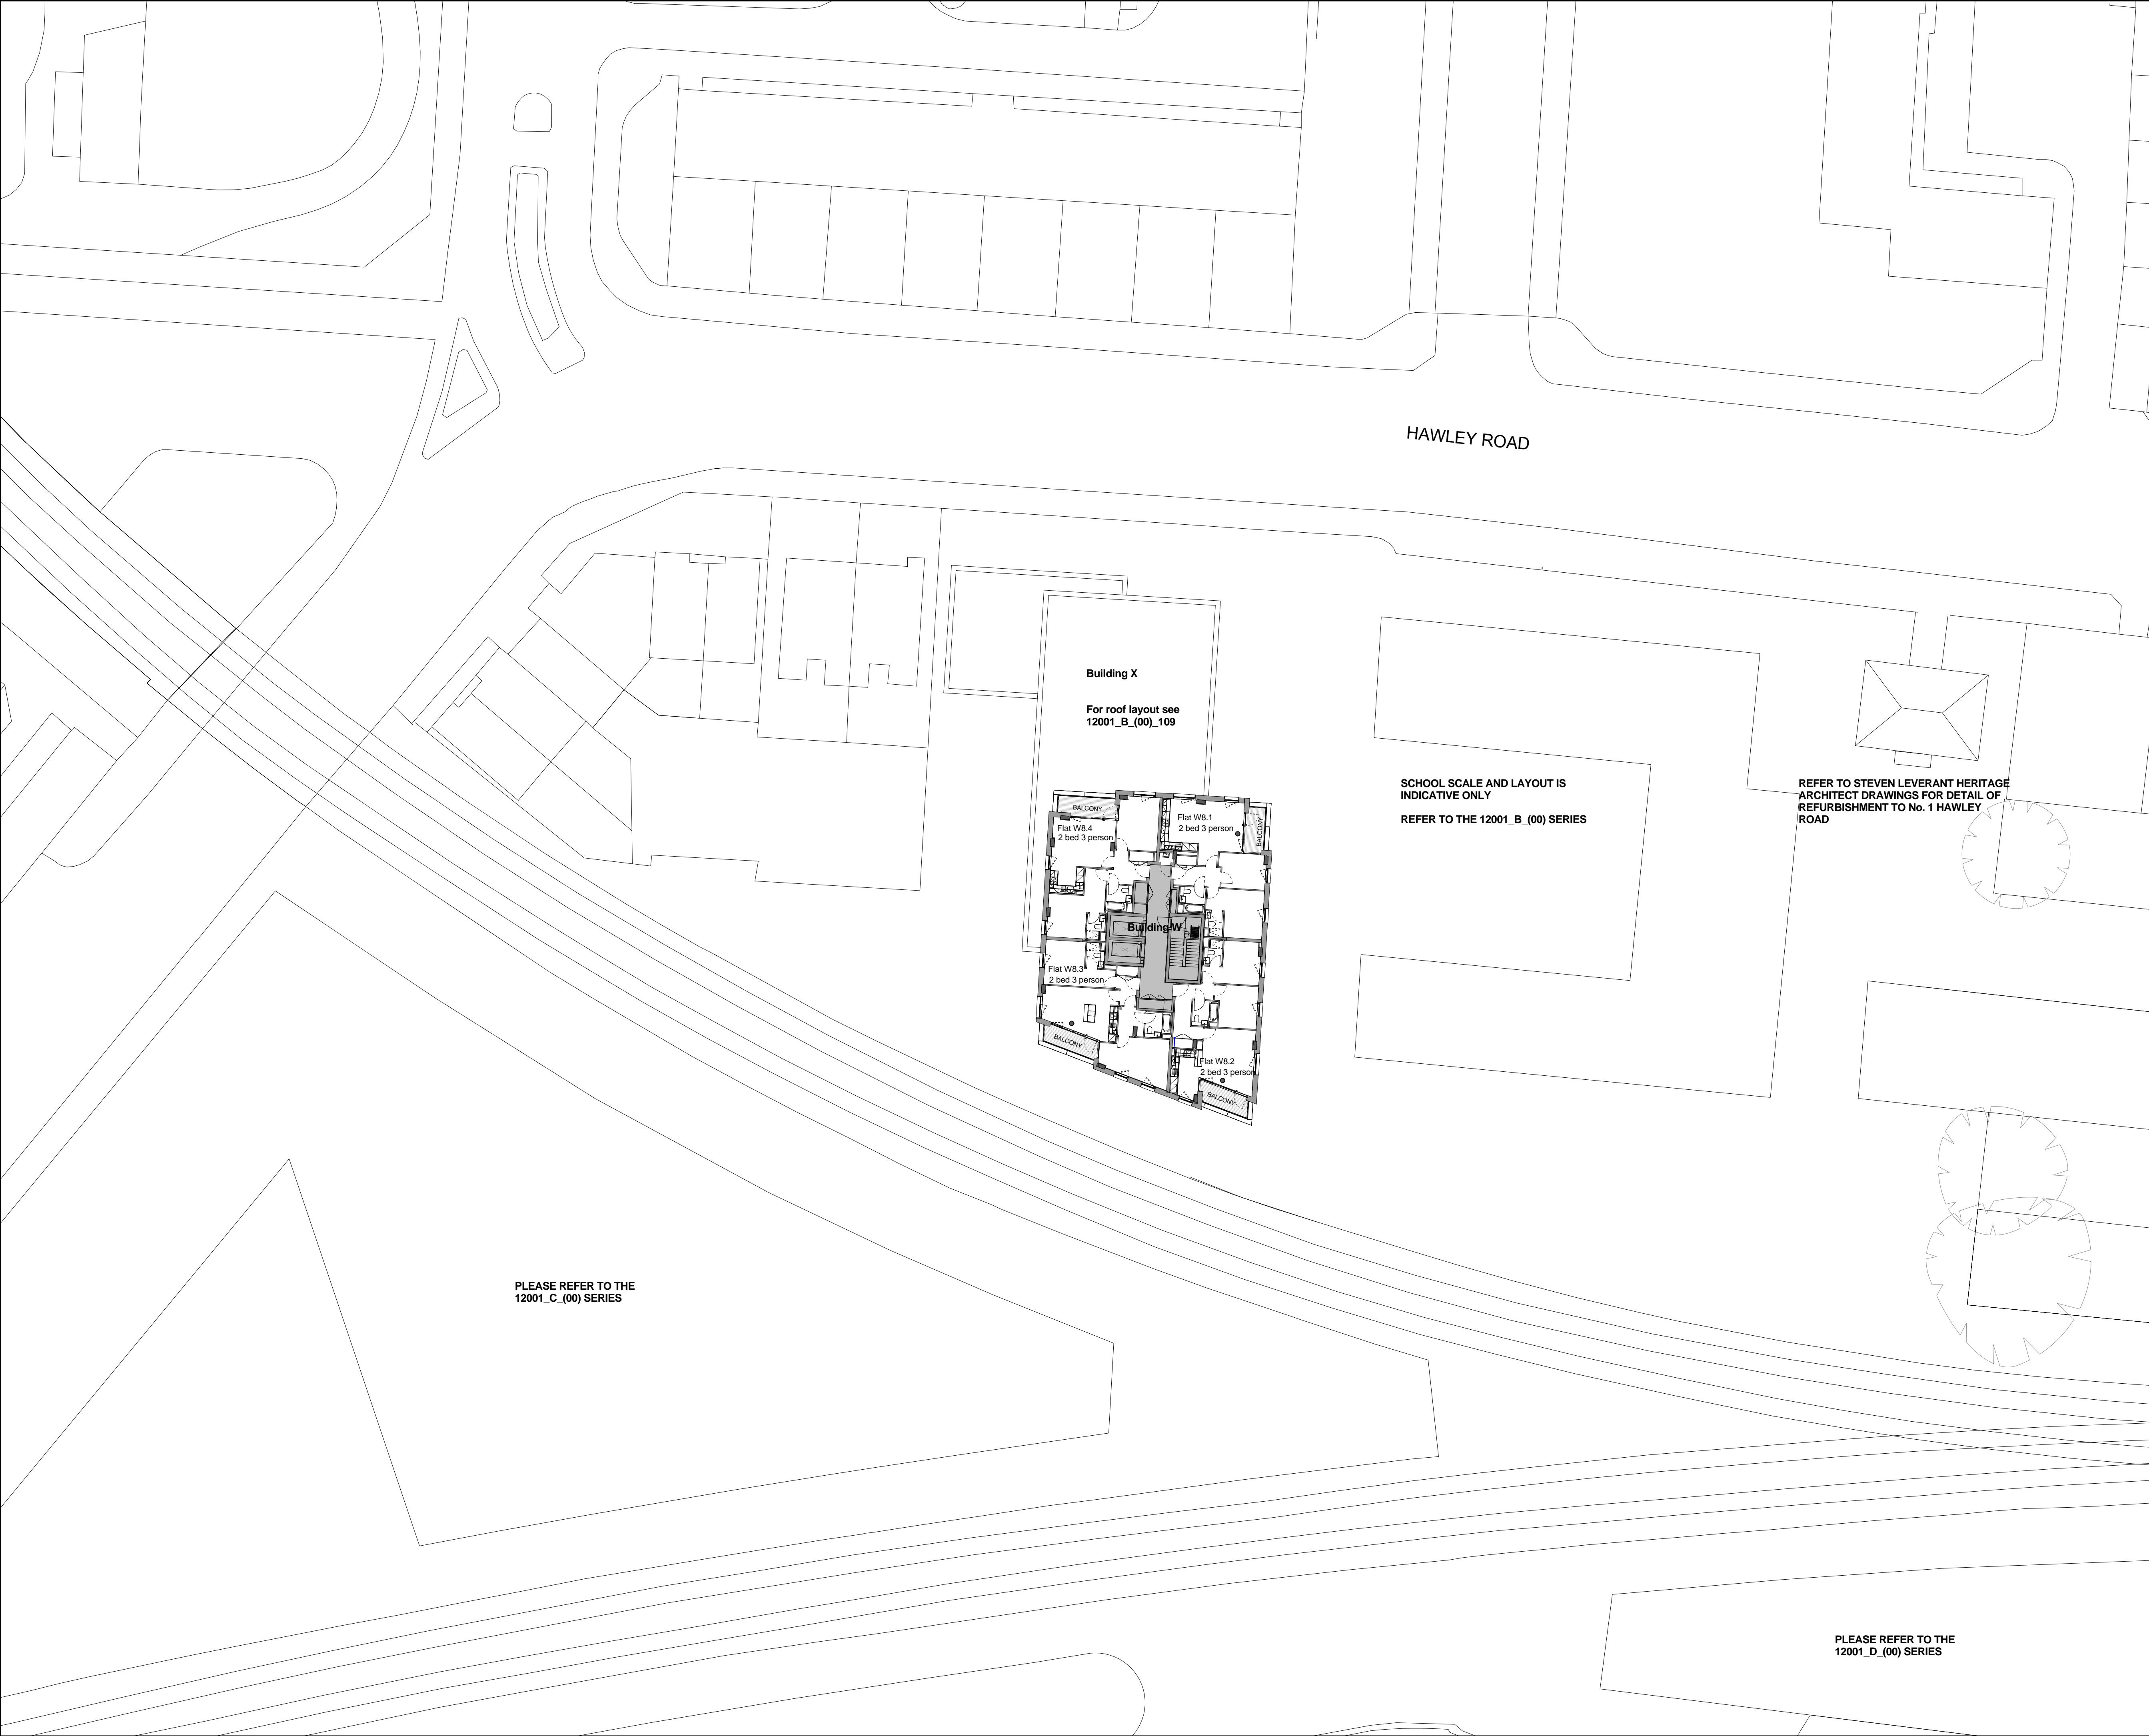 HAWLEY ROAD
Building X
For roof layout see
12001_B_(00)_109
SCHOOL SCALE AND LAYOUT IS
INDICATIVE ONLY
REFER TO THE 12001_B_(00) SERIES
REFER TO STEVEN LEVERANT HERITAGE
ARCHITECT DRAWINGS FOR DETAIL OF
REFURBISHMENT TO No. 1 HAWLEY
ROAD
BALCONY
Flat W8.4
2 bed 3 person
Flat W8.1
2 bed 3 person
BALCONY
Building W
Flat W8.3
2 bed 3 person
BALCONY
Flat W8.2
2 bed 3 person
BALCONY
PLEASE REFER TO THE
12001_C_(00) SERIES
PLEASE REFER TO THE
12001_D_(00) SERIES